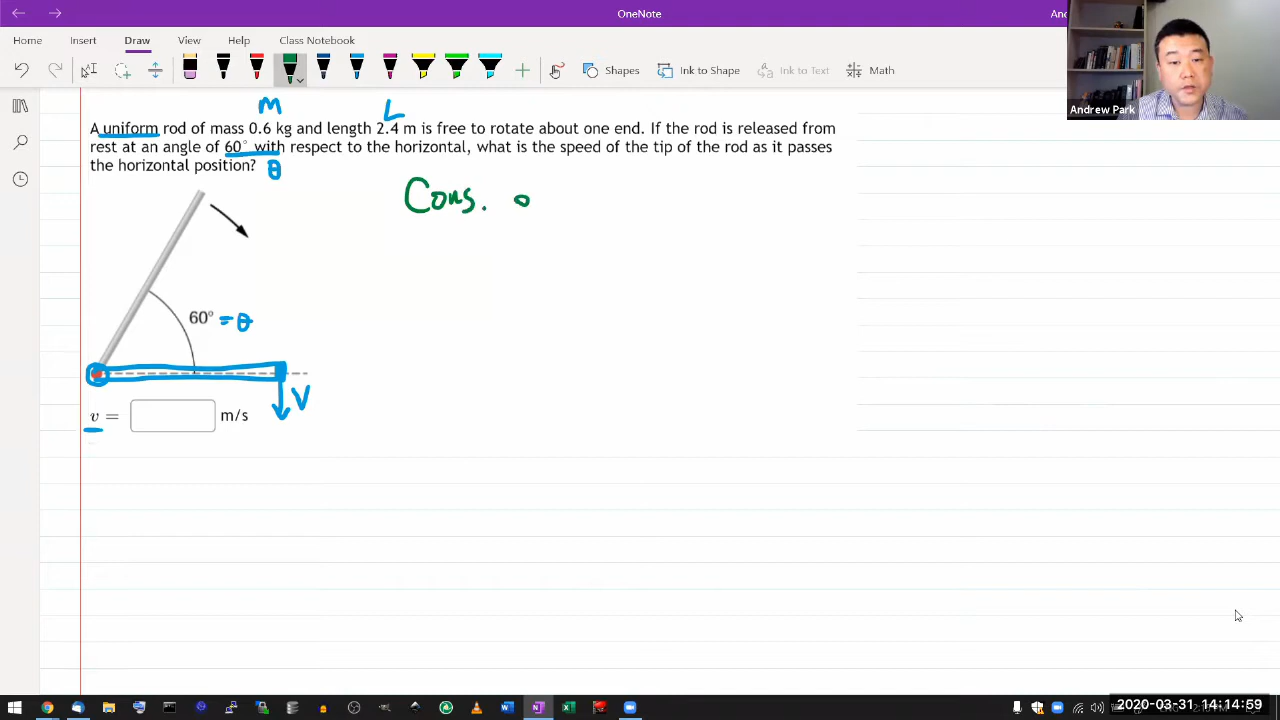 OneNote
An
Home Insert Draw View Help Class Notebook
Shapes Ink to Shape Ink to Text Math
Andrew Park
M L
A uniform rod of mass 0.6 kg and length 2.4 m is free to rotate about one end. If the rod is released from
rest at an angle of 60° with respect to the horizontal, what is the speed of the tip of the rod as it passes
the horizontal position? θ
Cons. o
60° = θ
V
v = m/s
2020-03-31 14:14:59